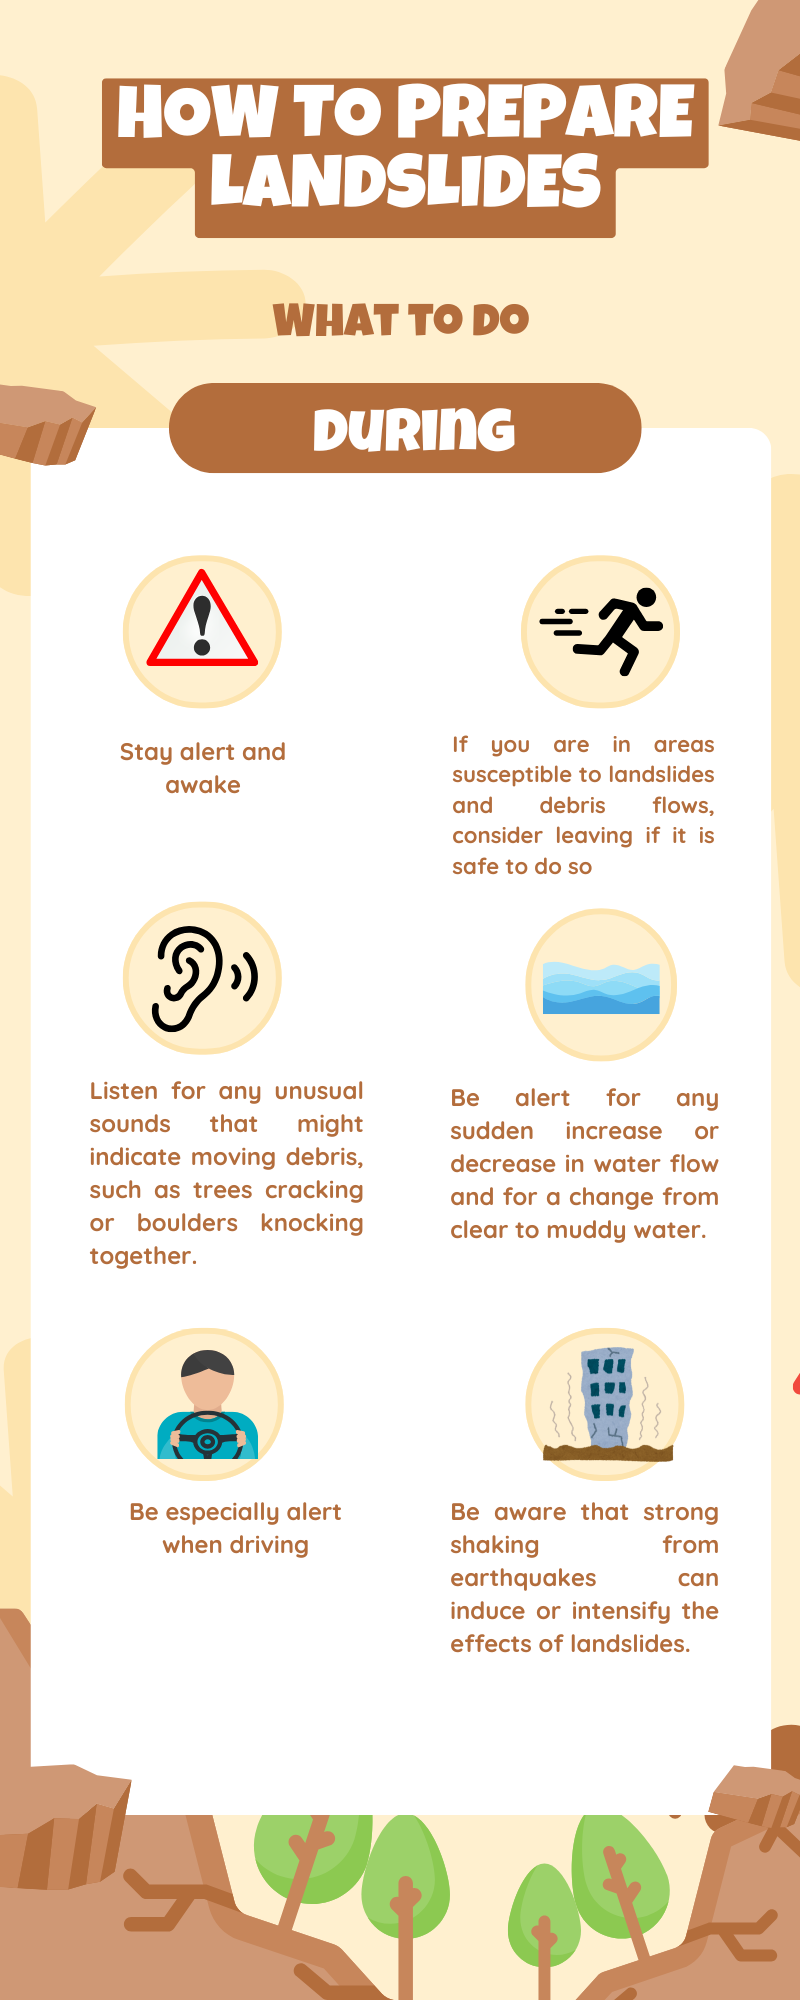 HOW TO PREPARE
LANDSLIDES
WHAT TO DO
DURING
Stay alert and
awake
If you are in areas
susceptible to landslides
and debris flows,
consider leaving if it is
safe to do so
Listen for any unusual
sounds that might
indicate moving debris,
such as trees cracking
or boulders knocking
together.
Be alert for any
sudden increase or
decrease in water flow
and for a change from
clear to muddy water.
Be especially alert
when driving
Be aware that strong
shaking from
earthquakes can
induce or intensify the
effects of landslides.